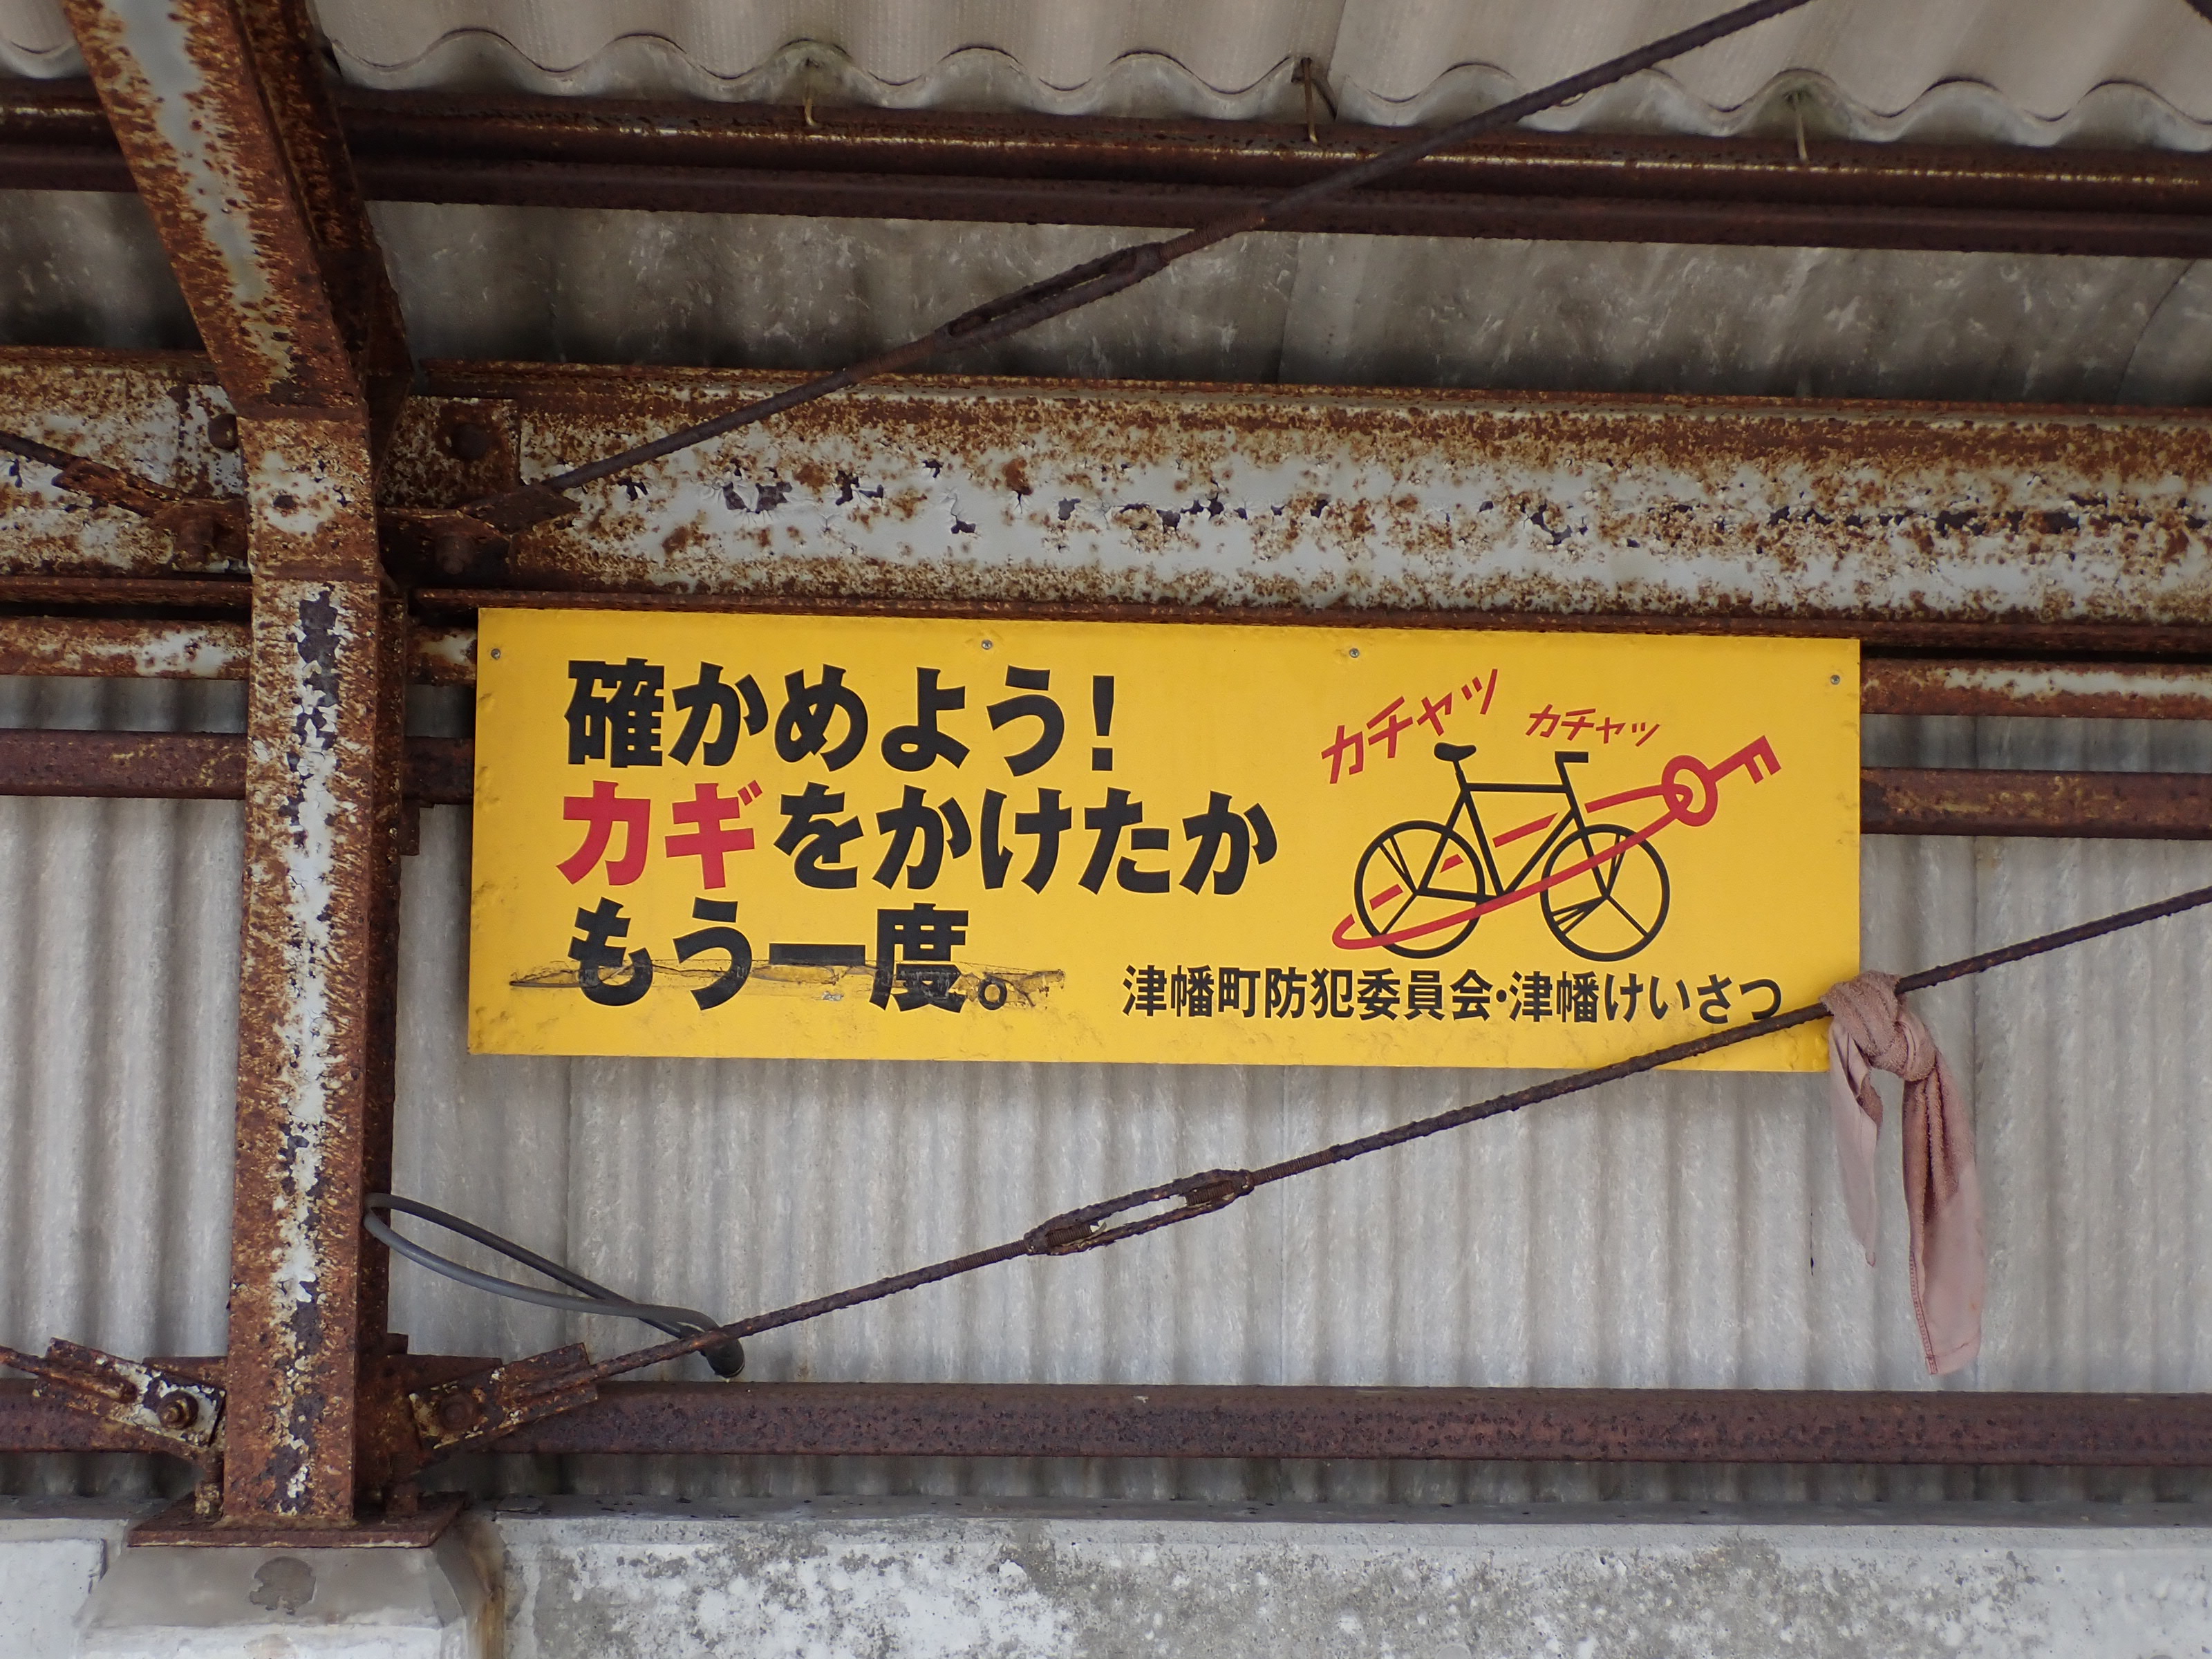 確かめよう!
カギをかけたか
もう一度。
カチャッ
カチャッ
津幡町防犯委員会・津幡けいさつ